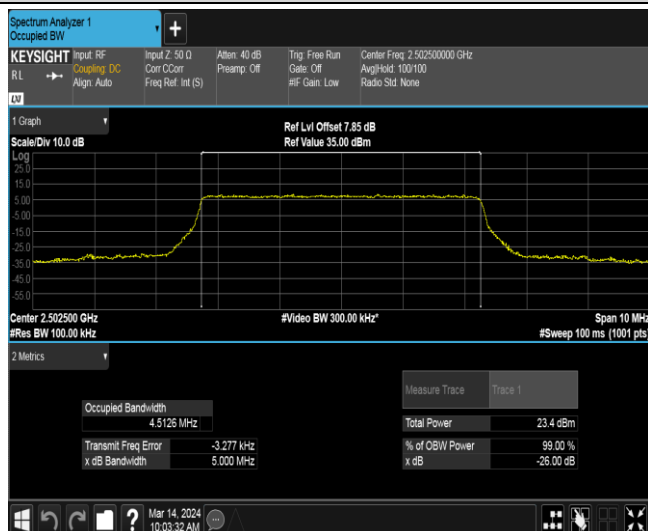 Spectrum Analyzer 1
Occupied BW
+
KEYSIGHT
RL
LXI
Input: RF
Coupling: DC
Align: Auto
Input Z: 50 Ω
Corr CCorr
Freq Ref: Int (S)
Atten: 40 dB
Preamp: Off
Trig: Free Run
Gate: Off
#IF Gain: Low
Center Freq: 2.502500000 GHz
Avg|Hold: 100/100
Radio Std: None
1 Graph
Scale/Div 10.0 dB
Ref Lvl Offset 7.85 dB
Ref Value 35.00 dBm
Log
25.0
15.0
5.00
-5.00
-15.0
-25.0
-35.0
-45.0
-55.0
Center 2.502500 GHz
#Res BW 100.00 kHz
#Video BW 300.00 kHz*
Span 10 MHz
#Sweep 100 ms (1001 pts)
2 Metrics
Measure Trace Trace 1
Occupied Bandwidth
4.5126 MHz
Total Power 23.4 dBm
Transmit Freq Error -3.277 kHz
% of OBW Power 99.00 %
x dB Bandwidth 5.000 MHz
x dB -26.00 dB
?
Mar 14, 2024
10:03:32 AM